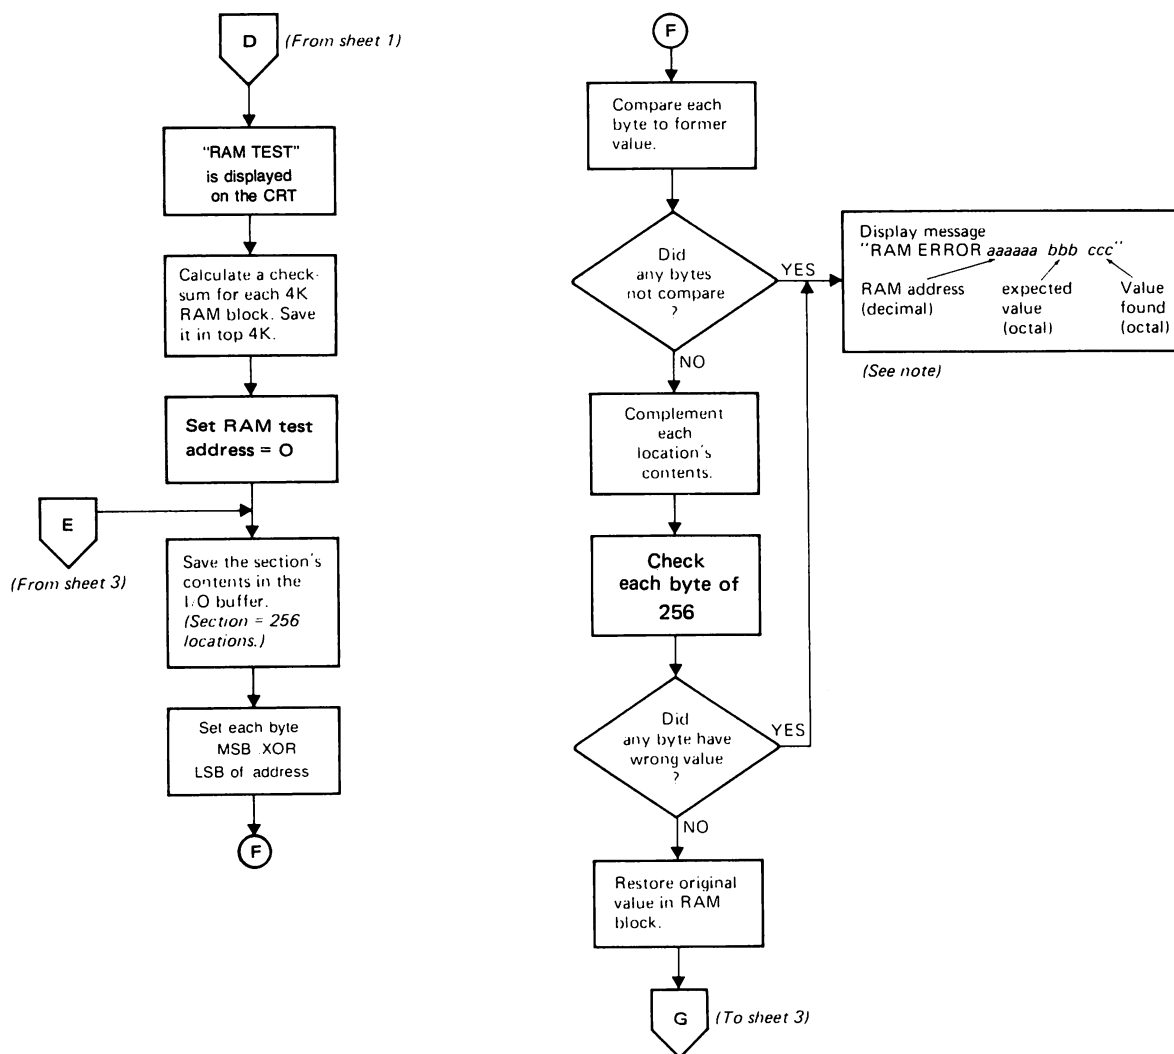 D
(From sheet 1)
"RAM TEST"
is displayed
on the CRT
Calculate a check-
sum for each 4K
RAM block. Save
it in top 4K.
Set RAM test
address = O
E
(From sheet 3)
Save the section's
contents in the
I/O buffer.
(Section = 256
locations.)
Set each byte
MSB XOR
LSB of address
F
F
Compare each
byte to former
value.
Did
any bytes
not compare
?
YES
NO
Display message
"RAM ERROR aaaaaa bbb ccc"
RAM address
(decimal)
expected
value
(octal)
Value
found
(octal)
(See note)
Complement
each
location's
contents.
Check
each byte of
256
Did
any byte have
wrong value
?
YES
NO
Restore original
value in RAM
block.
G
(To sheet 3)